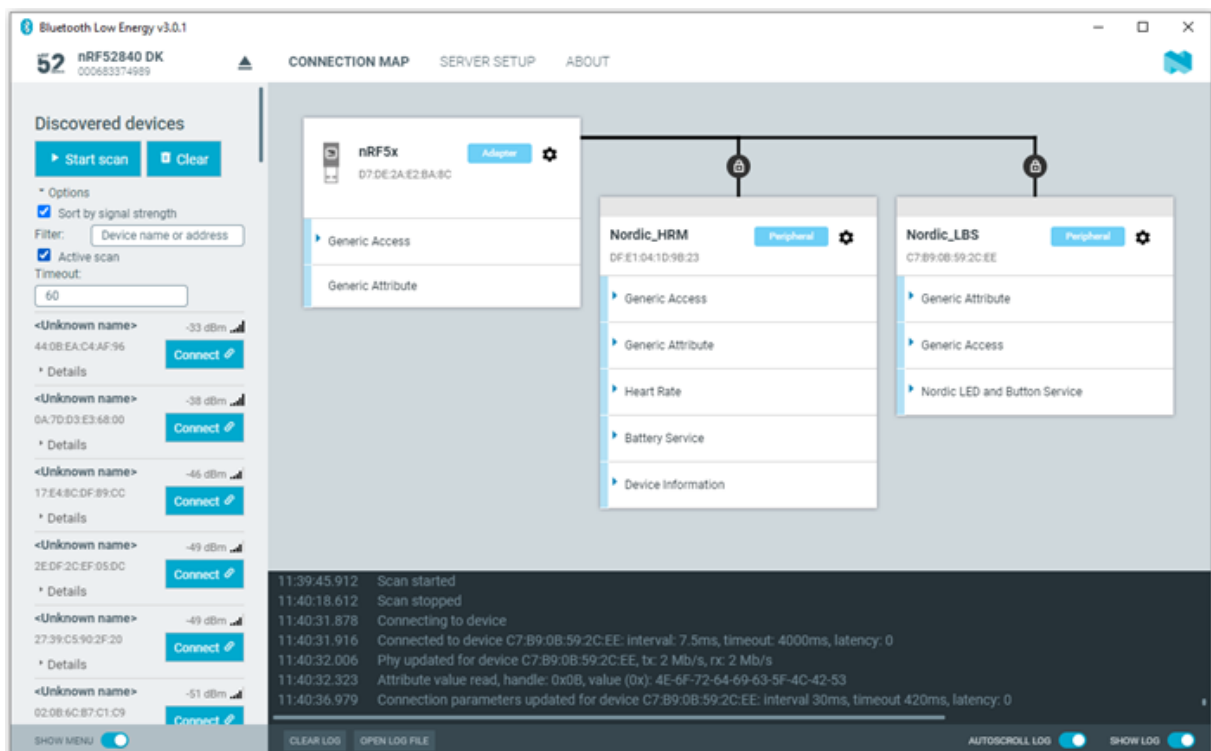 Bluetooth Low Energy v3.0.1
52 nRF52840 DK
000683374989
CONNECTION MAP SERVER SETUP ABOUT
Discovered devices
Start scan Clear
Options
Sort by signal strength
Filter: Device name or address
Active scan
Timeout:
60
<Unknown name> -33 dBm
44:0B:EA:C4:AF:96 Connect
Details
<Unknown name> -38 dBm
0A:7D:D3:E3:68:00 Connect
Details
<Unknown name> -46 dBm
17:E4:8C:DF:89:CC Connect
Details
<Unknown name> -49 dBm
2E:DF:2C:EF:05:DC Connect
Details
<Unknown name> -49 dBm
27:39:C5:90:2F:20 Connect
Details
<Unknown name> -51 dBm
02:0B:6C:B7:C1:C9 Connect
SHOW MENU
nRF5x Adapter
D7:DE:2A:E2:BA:8C
Generic Access
Generic Attribute
Nordic_HRM Peripheral
DF:E1:04:1D:9B:23
Generic Access
Generic Attribute
Heart Rate
Battery Service
Device Information
Nordic_LBS Peripheral
C7:B9:0B:59:2C:EE
Generic Attribute
Generic Access
Nordic LED and Button Service
11:39:45.912 Scan started
11:40:18.612 Scan stopped
11:40:31.878 Connecting to device
11:40:31.916 Connected to device C7:B9:0B:59:2C:EE: interval: 7.5ms, timeout: 4000ms, latency: 0
11:40:32.006 Phy updated for device C7:B9:0B:59:2C:EE, tx: 2 Mb/s, rx: 2 Mb/s
11:40:32.323 Attribute value read, handle: 0x0B, value (0x): 4E-6F-72-64-69-63-5F-4C-42-53
11:40:36.979 Connection parameters updated for device C7:B9:0B:59:2C:EE: interval 30ms, timeout 420ms, latency: 0
CLEAR LOG OPEN LOG FILE AUTOSCROLL LOG SHOW LOG